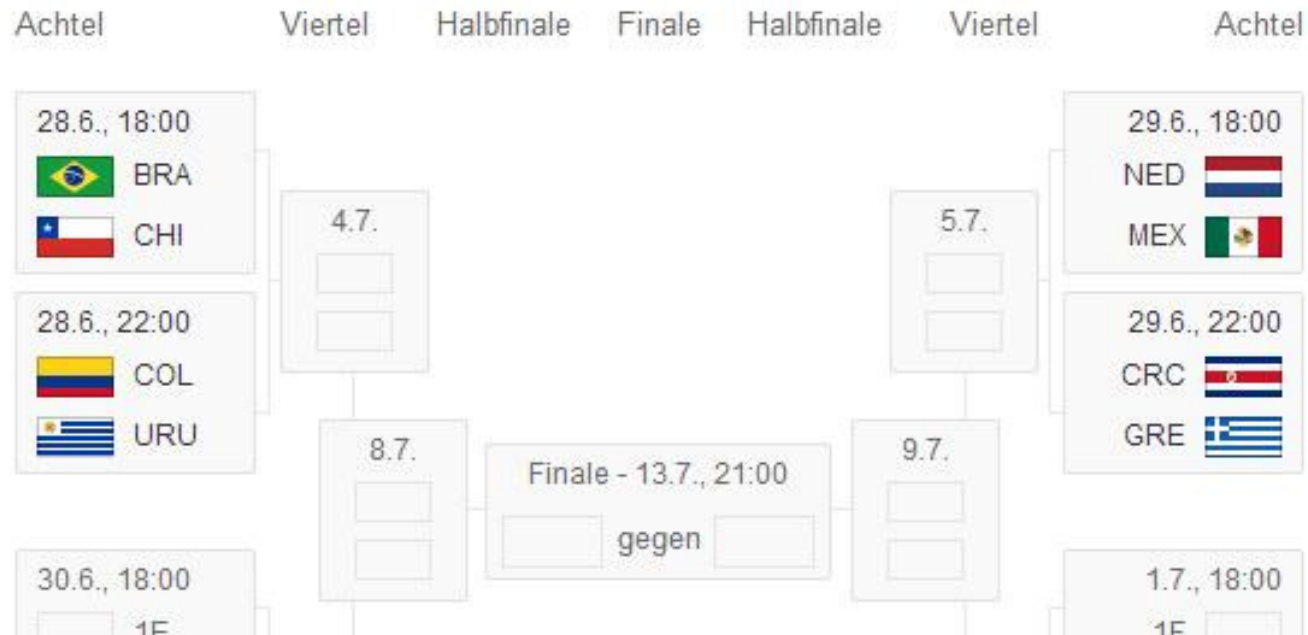 Achtel Viertel Halbfinale Finale Halbfinale Viertel Achtel
28.6., 18:00
BRA
CHI
28.6., 22:00
COL
URU
30.6., 18:00
4.7.
8.7.
Finale - 13.7., 21:00
gegen
5.7.
9.7.
29.6., 18:00
NED
MEX
29.6., 22:00
CRC
GRE
1.7., 18:00